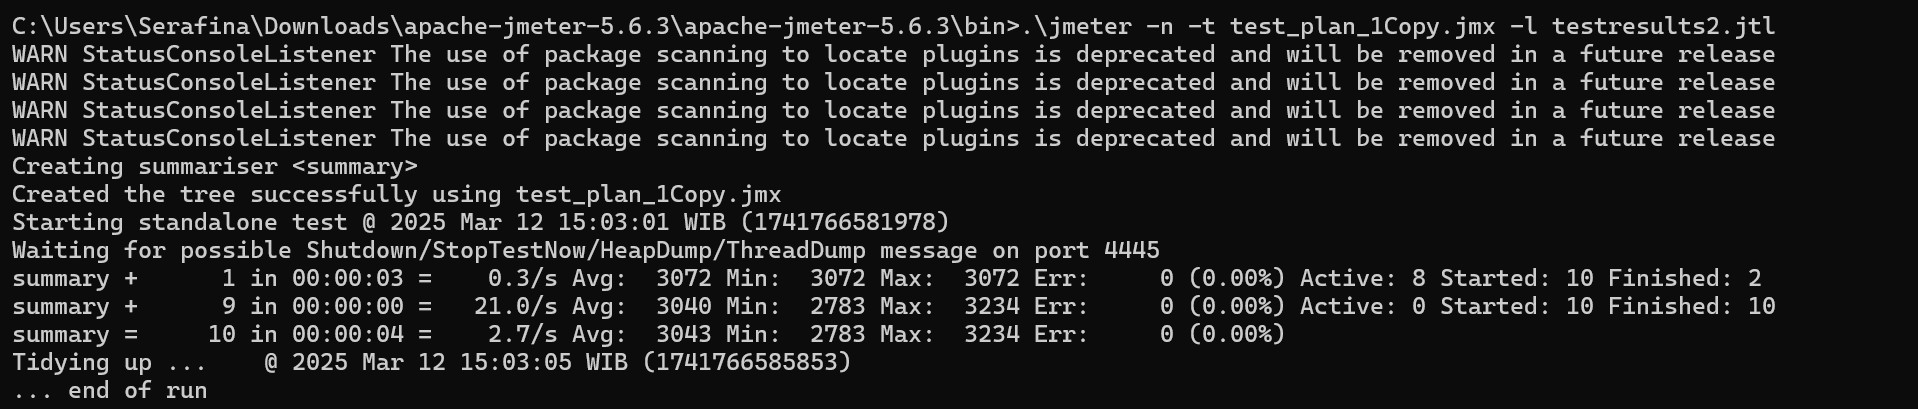 C:\Users\Serafina\Downloads\apache-jmeter-5.6.3\apache-jmeter-5.6.3\bin>.\jmeter -n -t test_plan_1Copy.jmx -l testresults2.jtl
WARN StatusConsoleListener The use of package scanning to locate plugins is deprecated and will be removed in a future release
WARN StatusConsoleListener The use of package scanning to locate plugins is deprecated and will be removed in a future release
WARN StatusConsoleListener The use of package scanning to locate plugins is deprecated and will be removed in a future release
WARN StatusConsoleListener The use of package scanning to locate plugins is deprecated and will be removed in a future release
Creating summariser <summary>
Created the tree successfully using test_plan_1Copy.jmx
Starting standalone test @ 2025 Mar 12 15:03:01 WIB (1741766581978)
Waiting for possible Shutdown/StopTestNow/HeapDump/ThreadDump message on port 4445
summary +      1 in 00:00:03 =    0.3/s Avg:  3072 Min:  3072 Max:  3072 Err:     0 (0.00%) Active: 8 Started: 10 Finished: 2
summary +      9 in 00:00:00 =   21.0/s Avg:  3040 Min:  2783 Max:  3234 Err:     0 (0.00%) Active: 0 Started: 10 Finished: 10
summary =     10 in 00:00:04 =    2.7/s Avg:  3043 Min:  2783 Max:  3234 Err:     0 (0.00%)
Tidying up ...    @ 2025 Mar 12 15:03:05 WIB (1741766585853)
... end of run